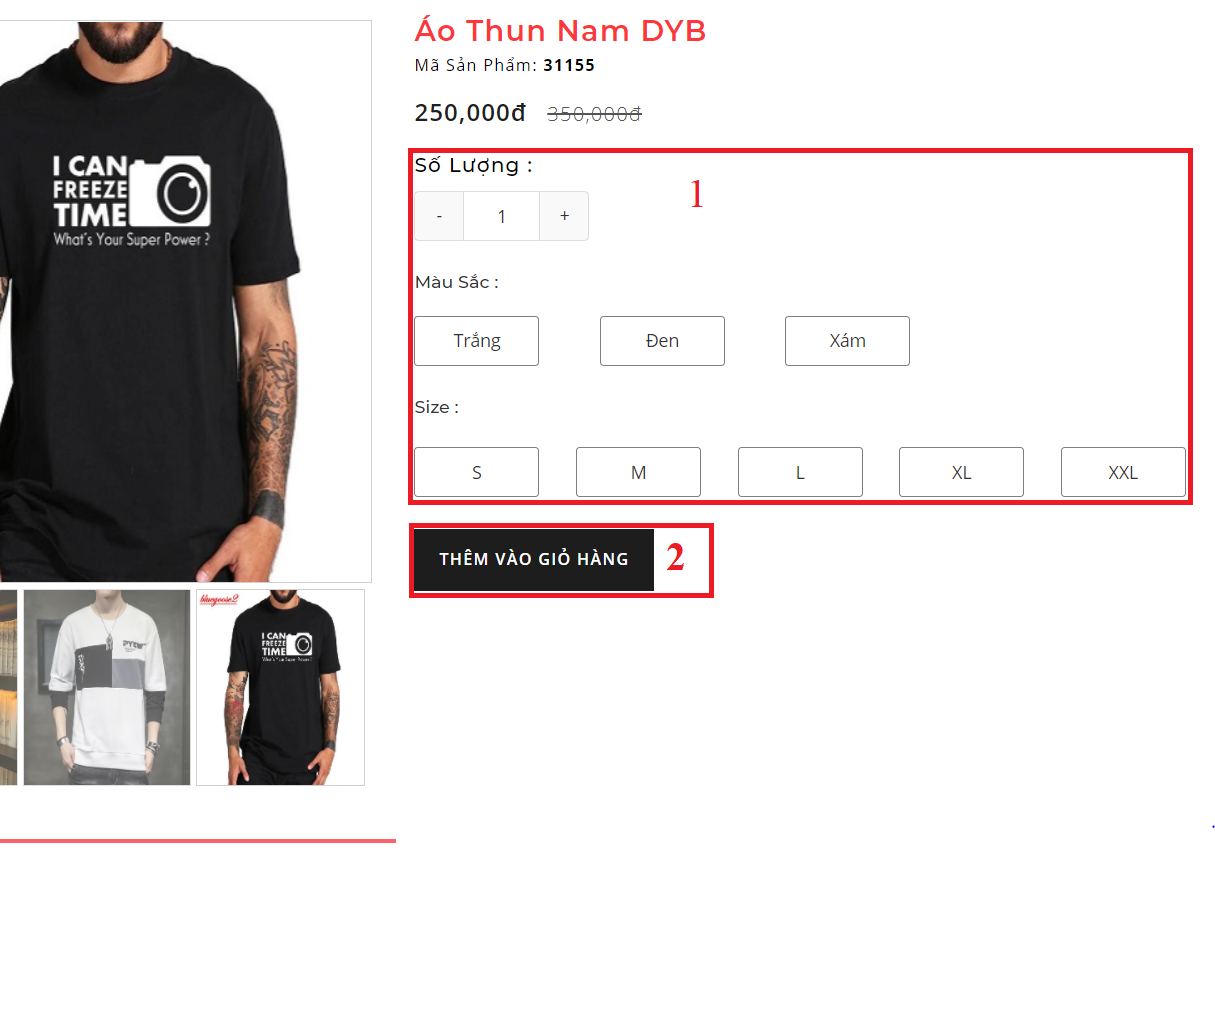 Áo Thun Nam DYB
Mã Sản Phẩm: 31155
250,000đ 350,000đ
Số Lượng :
1
- 1 +
Màu Sắc :
Trắng Đen Xám
Size :
S M L XL XXL
THÊM VÀO GIỎ HÀNG 2
I CAN
FREEZE
TIME
What's Your Super Power ?
bluegoose2
I CAN
FREEZE
TIME
What's Your Super Power ?